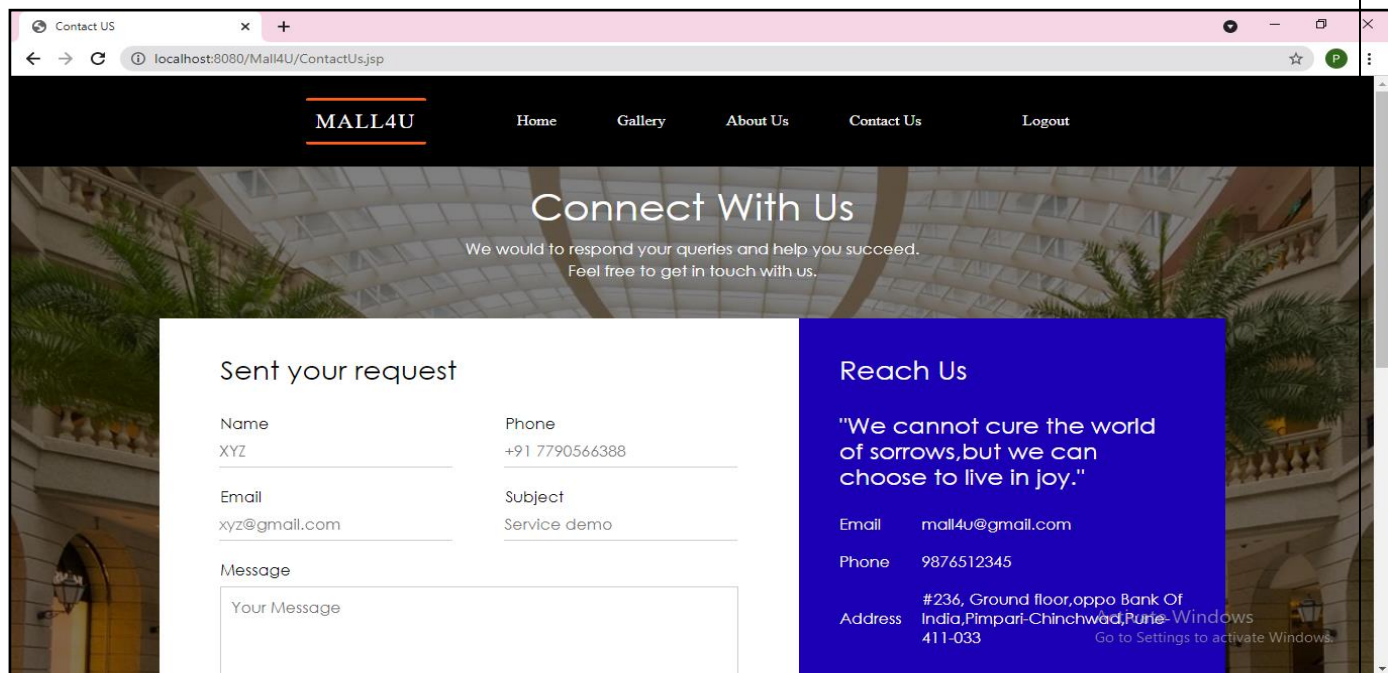 Contact US
localhost:8080/Mall4U/ContactUs.jsp
P
MALL4U Home Gallery About Us Contact Us Logout
Connect With Us
We would to respond your queries and help you succeed.
Feel free to get in touch with us.
Sent your request
Name Phone
XYZ +91 7790566388
Email Subject
xyz@gmail.com Service demo
Message
Your Message
Reach Us
"We cannot cure the world
of sorrows,but we can
choose to live in joy."
Email mall4u@gmail.com
Phone 9876512345
Address #236, Ground floor,oppo Bank Of
India,Pimpari-Chinchwad,Pune-
411-033
Activate Windows
Go to Settings to activate Windows.